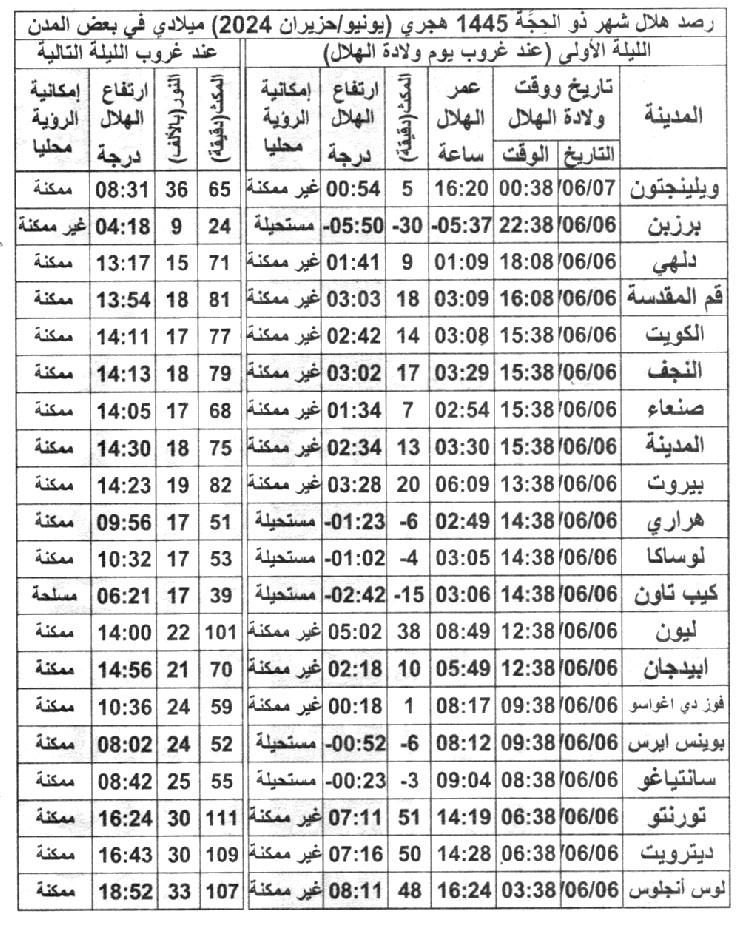 رصد هلال شهر ذو الحِجَّة 1445 هجري (يونيو/حزيران 2024) ميلادي في بعض المدن
الليلة الأولى (عند غروب يوم ولادة الهلال) عند غروب الليلة التالية
المدينة تاريخ ووقت ولادة الهلال عمر الهلال ساعة المكث(دقيقة) ارتفاع الهلال درجة إمكانية الرؤية محليا المكث(دقيقة) النور(بالألف) ارتفاع الهلال درجة إمكانية الرؤية محليا
التاريخ الوقت
ويلينجتون 06/07/ 00:38 16:20 5 00:54 غير ممكنة 65 36 08:31 ممكنة
برزبن 06/06/ 22:38 -05:37 -30 -05:50 مستحيلة 24 9 04:18 غير ممكنة
دلهي 06/06/ 18:08 01:09 9 01:41 غير ممكنة 71 15 13:17 ممكنة
قم المقدسة 06/06/ 16:08 03:09 18 03:03 غير ممكنة 81 18 13:54 ممكنة
الكويت 06/06/ 15:38 03:08 14 02:42 غير ممكنة 77 17 14:11 ممكنة
النجف 06/06/ 15:38 03:29 17 03:02 غير ممكنة 79 18 14:13 ممكنة
صنعاء 06/06/ 15:38 02:54 7 01:34 غير ممكنة 68 17 14:05 ممكنة
المدينة 06/06/ 15:38 03:30 13 02:34 غير ممكنة 75 18 14:30 ممكنة
بيروت 06/06/ 13:38 06:09 20 03:28 غير ممكنة 82 19 14:23 ممكنة
هراري 06/06/ 14:38 02:49 -6 -01:23 مستحيلة 51 17 09:56 ممكنة
لوساكا 06/06/ 14:38 03:05 -4 -01:02 مستحيلة 53 17 10:32 ممكنة
كيب تاون 06/06/ 14:38 03:06 -15 -02:42 مستحيلة 39 17 06:21 مسلحة
ليون 06/06/ 12:38 08:49 38 05:02 غير ممكنة 101 22 14:00 ممكنة
ابيدجان 06/06/ 12:38 05:49 10 02:18 غير ممكنة 70 21 14:56 ممكنة
فوز دي اغواسو 06/06/ 09:38 08:17 1 00:18 غير ممكنة 59 24 10:36 ممكنة
بوينس ايرس 06/06/ 09:38 08:12 -6 -00:52 مستحيلة 52 24 08:02 ممكنة
سانتياغو 06/06/ 08:38 09:04 -3 -00:23 مستحيلة 55 25 08:42 ممكنة
تورنتو 06/06/ 06:38 14:19 51 07:11 غير ممكنة 111 30 16:24 ممكنة
ديترويت 06/06/ 06:38 14:28 50 07:16 غير ممكنة 109 30 16:43 ممكنة
لوس أنجلوس 06/06/ 03:38 16:24 48 08:11 غير ممكنة 107 33 18:52 ممكنة